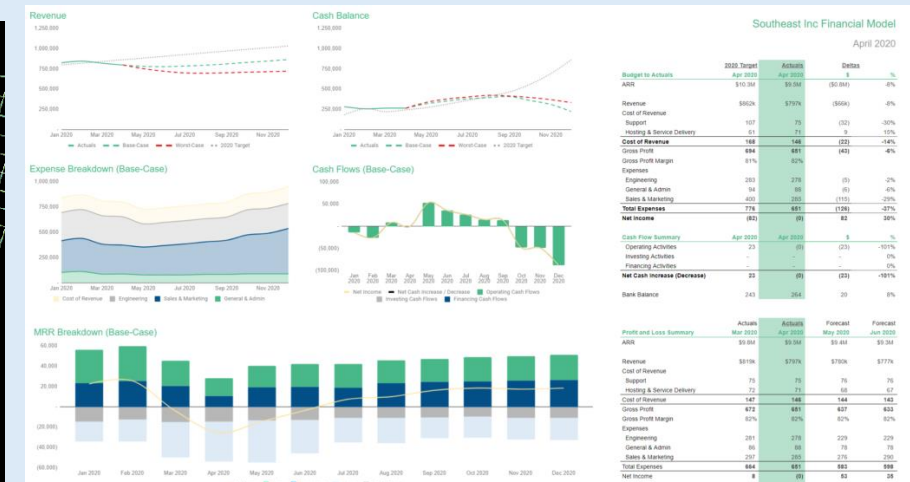 Revenue
1,250,000
1,000,000
750,000
500,000
250,000
Jan 2020 Mar 2020 May 2020 Jul 2020 Sep 2020 Nov 2020
Actuals Base-Case Worst-Case 2020 Target
Cash Balance
1,250,000
1,000,000
750,000
500,000
250,000
Jan 2020 Mar 2020 May 2020 Jul 2020 Sep 2020 Nov 2020
Actuals Base-Case Worst-Case 2020 Target
Expense Breakdown (Base-Case)
1,000,000
750,000
500,000
250,000
Jan 2020 Mar 2020 May 2020 Jul 2020 Sep 2020 Nov 2020
Cost of Revenue Engineering Sales & Marketing General & Admin
Cash Flows (Base-Case)
100,000
50,000
(50,000)
(100,000)
Jan 2020 Feb 2020 Mar 2020 Apr 2020 May 2020 Jun 2020 Jul 2020 Aug 2020 Sep 2020 Oct 2020 Nov 2020 Dec 2020
Net Income Net Cash Increase / Decrease Operating Cash Flows
Investing Cash Flows Financing Cash Flows
MRR Breakdown (Base-Case)
60,000
40,000
20,000
(20,000)
(40,000)
(60,000)
Jan 2020 Feb 2020 Mar 2020 Apr 2020 May 2020 Jun 2020 Jul 2020 Aug 2020 Sep 2020 Oct 2020 Nov 2020 Dec 2020
Southeast Inc Financial Model
April 2020
2020 Target Actuals Deltas
Budget to Actuals Apr 2020 Apr 2020 $ %
ARR $10.3M ($0.8M) -8%
Revenue $862k $797k ($66k) -8%
Cost of Revenue
Support 107 75 (32) -30%
Hosting & Service Delivery 61 71 9 15%
Cost of Revenue 168 146 (22) -14%
Gross Profit 694 651 (43) -6%
Gross Profit Margin 81% 82%
Expenses
Engineering 283 278 (5) -2%
General & Admin 94 88 (6) -6%
Sales & Marketing 400 285 (115) -29%
Total Expenses 776 651 (126) -37%
Net Income (82) (0) 82 30%
Cash Flow Summary Apr 2020 Apr 2020 $ %
Operating Activities 23 (0) (23) -101%
Investing Activities - - - 0%
Financing Activities - - - 0%
Net Cash Increase (Decrease) 23 (0) (23) -101%
Bank Balance 243 264 20 8%
Actuals Actuals Forecast Forecast
Profit and Loss Summary Mar 2020 Apr 2020 May 2020 Jun 2020
ARR $9.8M $9.4M $9.3M
Revenue $819k $797k $780k $777k
Cost of Revenue
Support 75 75 76 76
Hosting & Service Delivery 72 71 68 67
Cost of Revenue 147 146 144 143
Gross Profit 672 651 637 633
Gross Profit Margin 82% 82% 82% 82%
Expenses
Engineering 281 278 229 229
General & Admin 86 88 78 78
Sales & Marketing 297 285 276 290
Total Expenses 664 651 583 598
Net Income 8 (0) 53 35